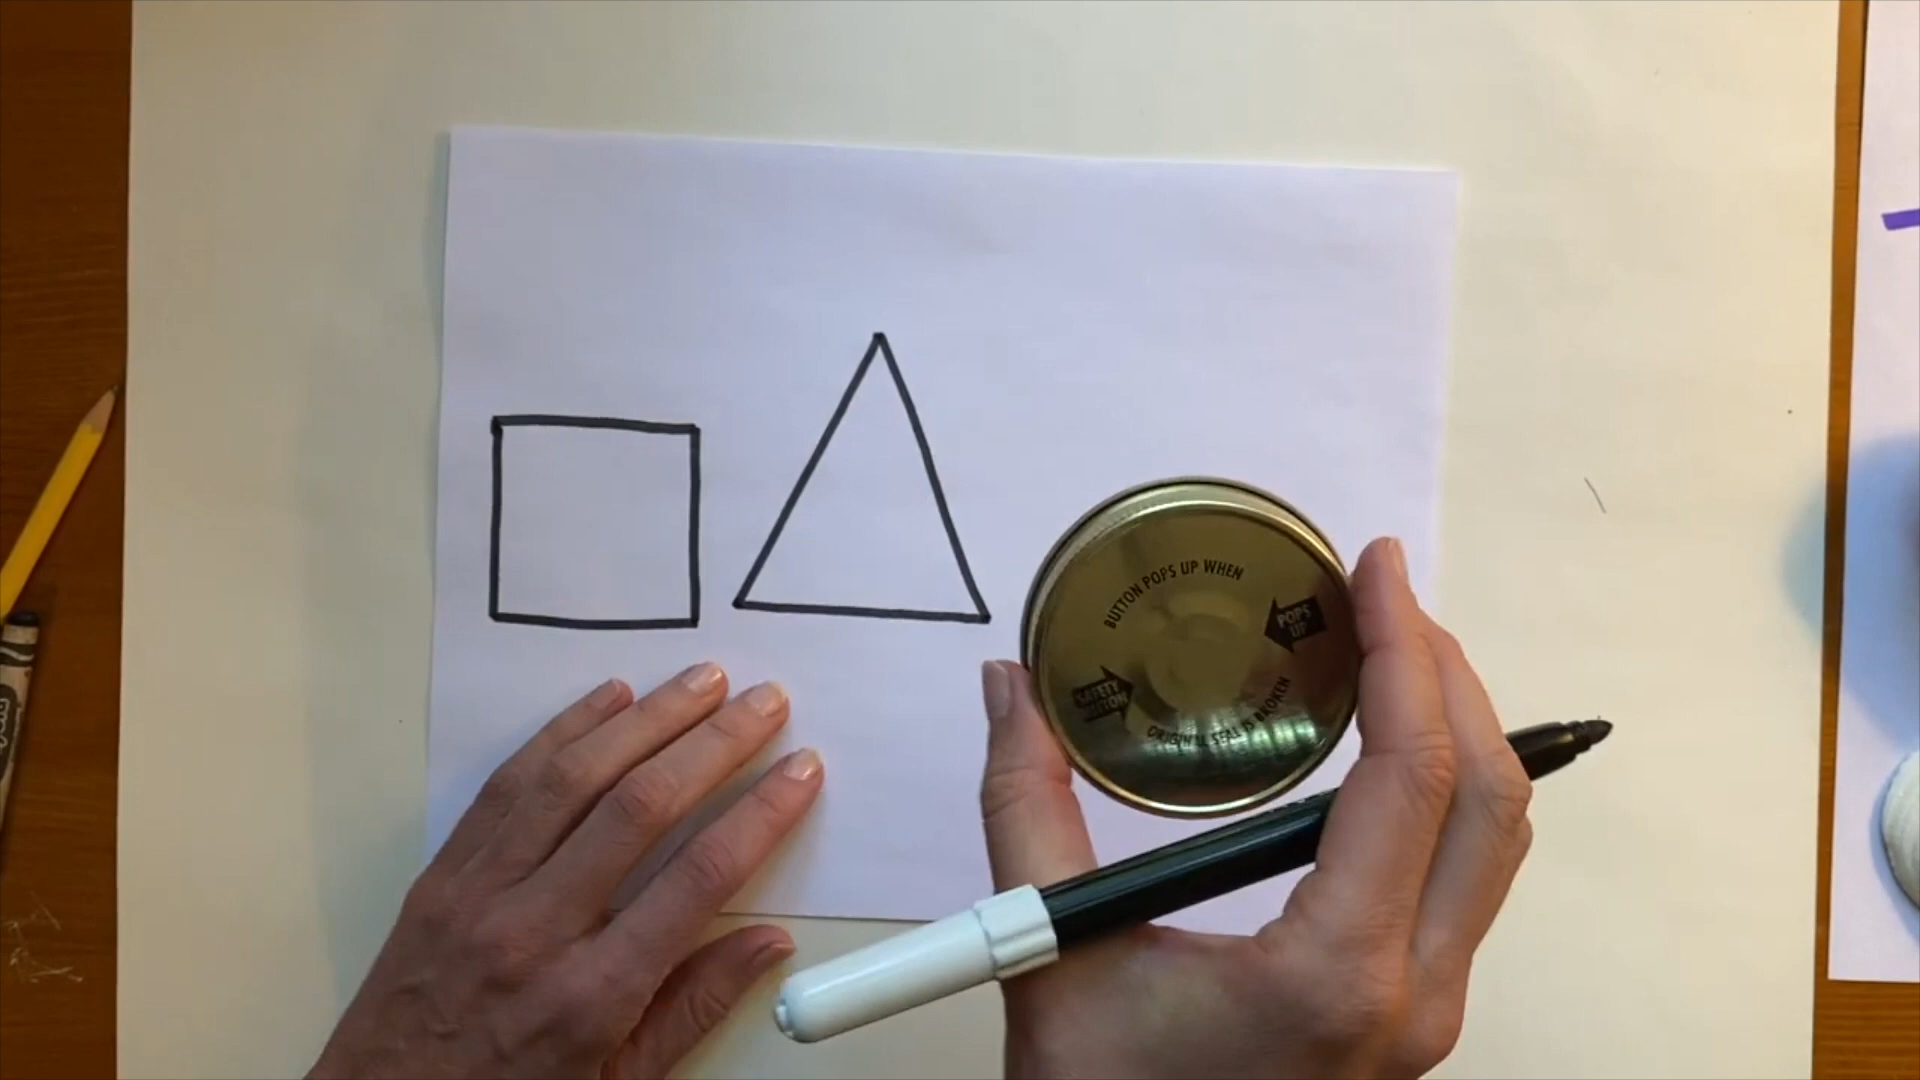 BUTTON POPS UP WHEN
POPS
UP
SAFETY
BUTTON
ORIGINAL SEAL IS BROKEN